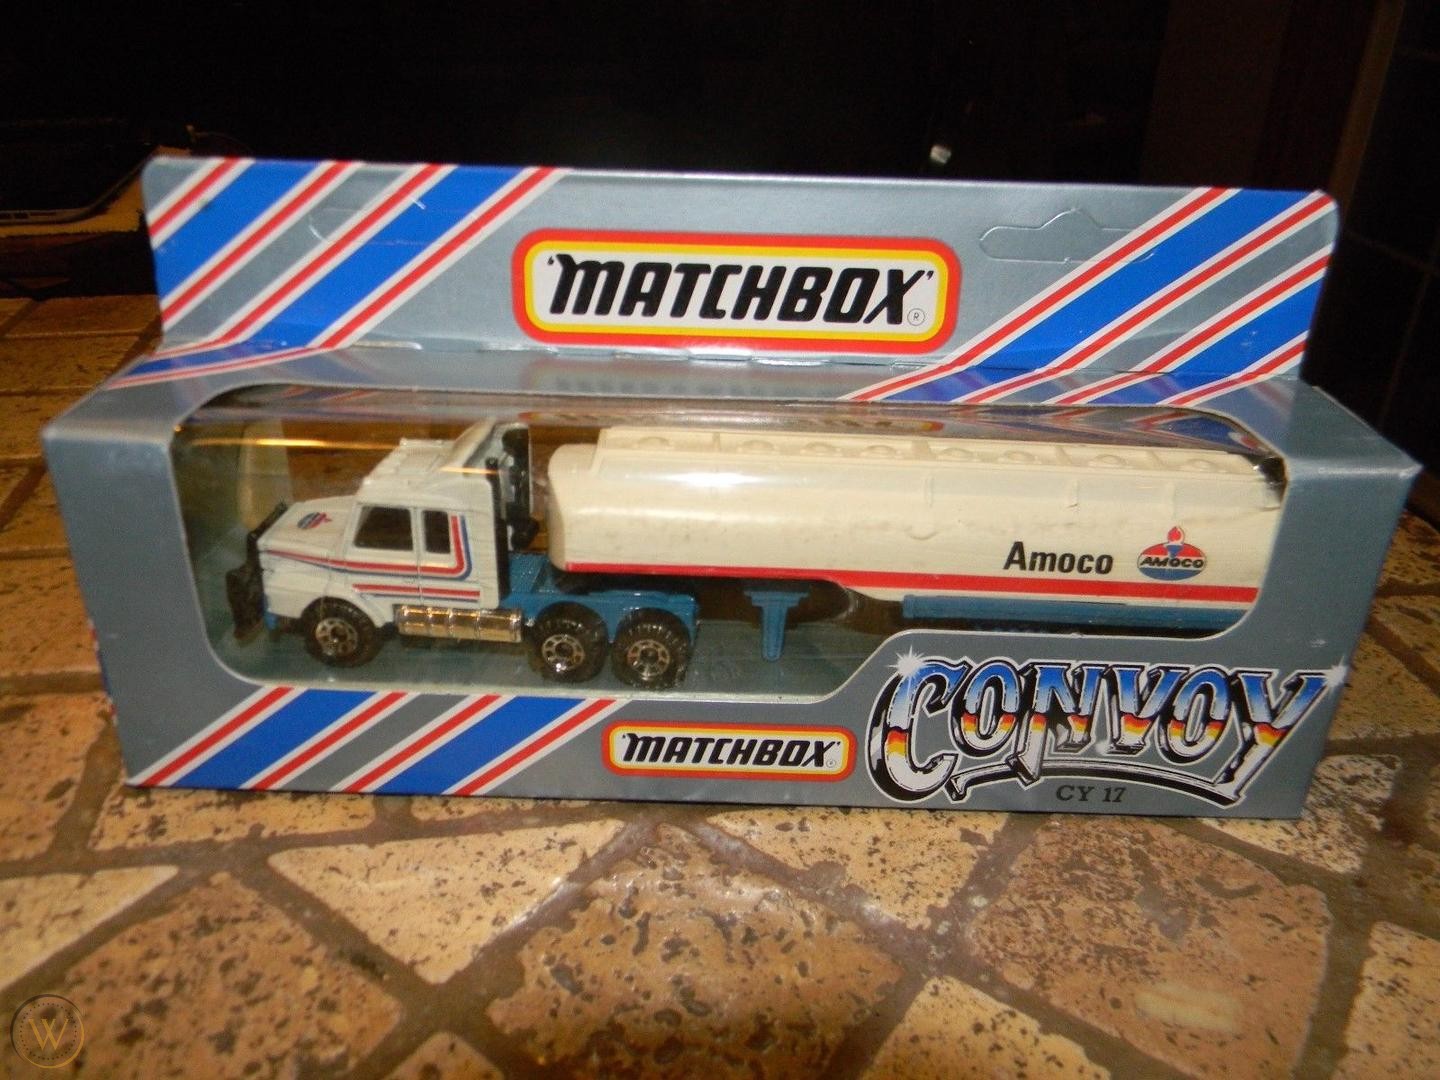 'MATCHBOX' ®
Amoco AMOCO
CONVOY
'MATCHBOX' ®
CY 17
W